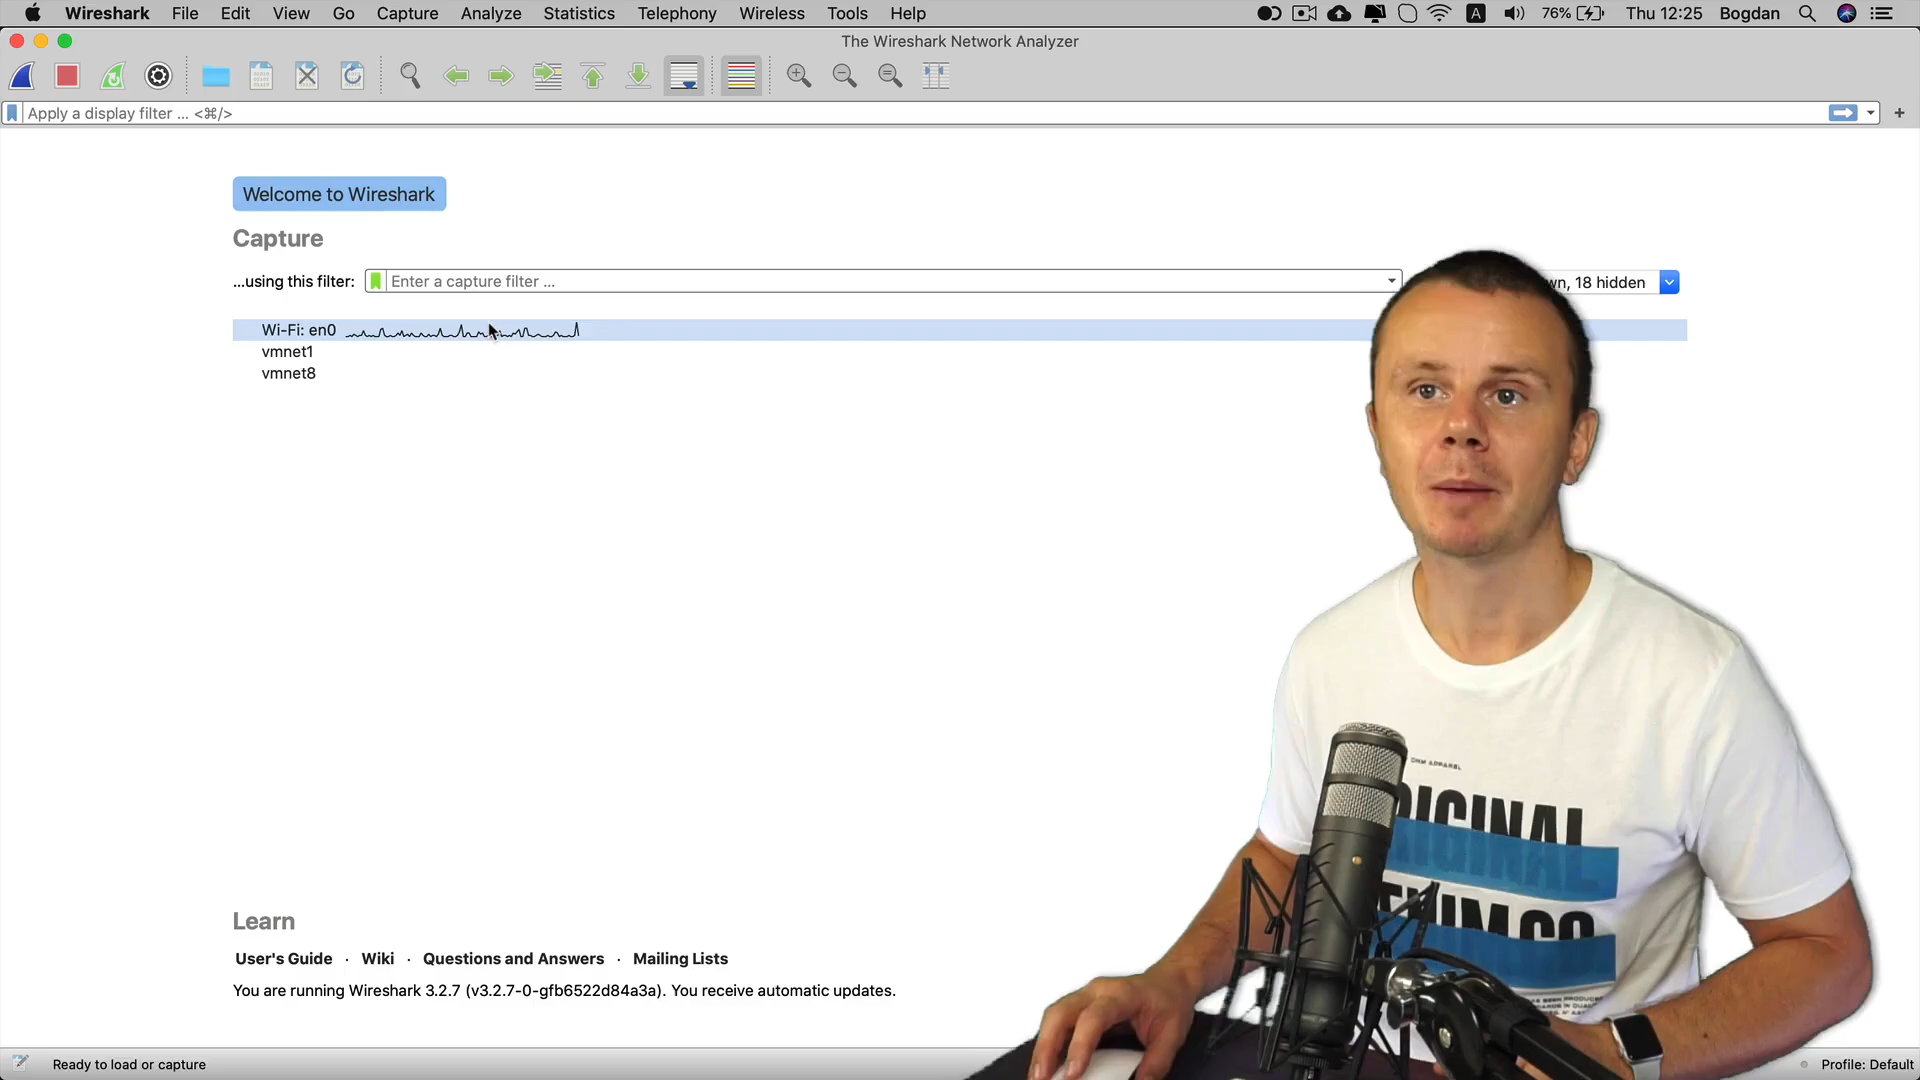 Wireshark File Edit View Go Capture Analyze Statistics Telephony Wireless Tools Help A 76% Thu 12:25 Bogdan
The Wireshark Network Analyzer
Apply a display filter ... <⌘/>
Welcome to Wireshark
Capture
...using this filter: Enter a capture filter ... wn, 18 hidden
Wi-Fi: en0
vmnet1
vmnet8
APPAREL
RIGINAL
Learn
User's Guide · Wiki · Questions and Answers · Mailing Lists
You are running Wireshark 3.2.7 (v3.2.7-0-gfb6522d84a3a). You receive automatic updates.
Ready to load or capture Profile: Default